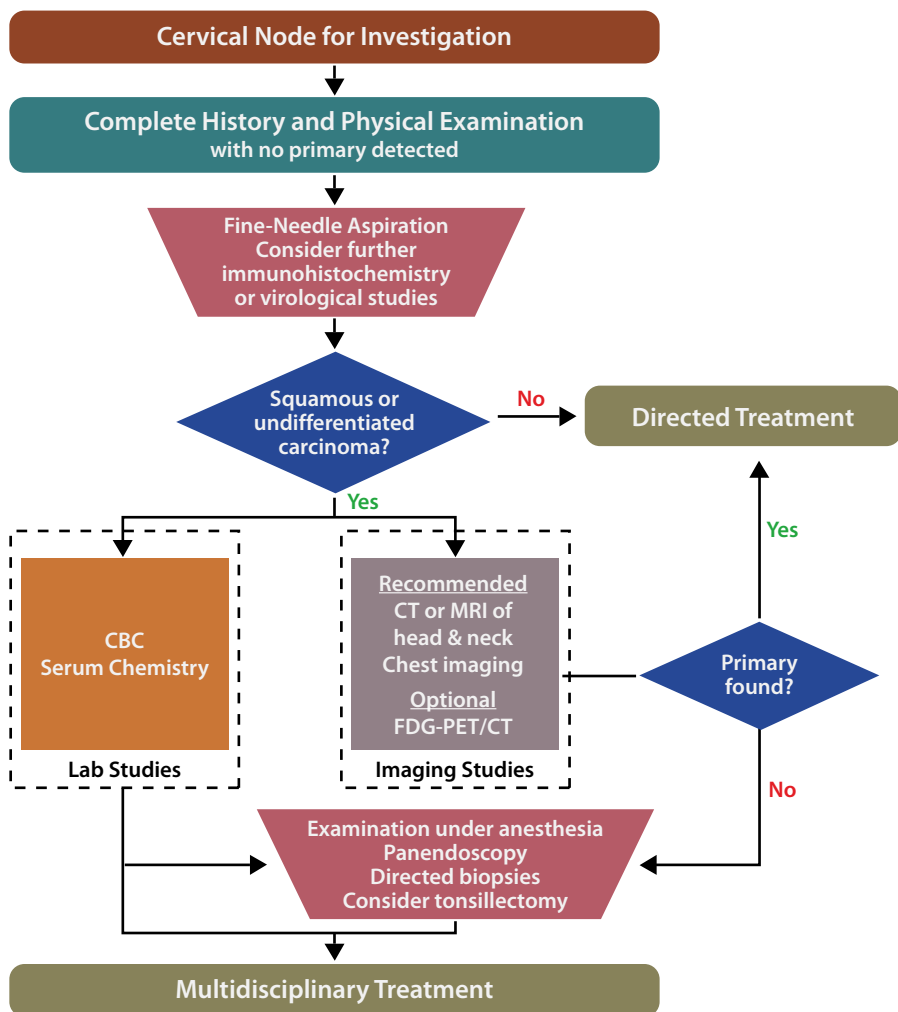 Cervical Node for Investigation
Complete History and Physical Examination
with no primary detected
Fine-Needle Aspiration
Consider further
immunohistochemistry
or virological studies
Squamous or
undifferentiated
carcinoma?
No
Directed Treatment
Yes
Yes
CBC
Serum Chemistry
Lab Studies
Recommended
CT or MRI of
head & neck
Chest imaging
Optional
FDG-PET/CT
Imaging Studies
Primary
found?
No
Examination under anesthesia
Panendoscopy
Directed biopsies
Consider tonsillectomy
Multidisciplinary Treatment